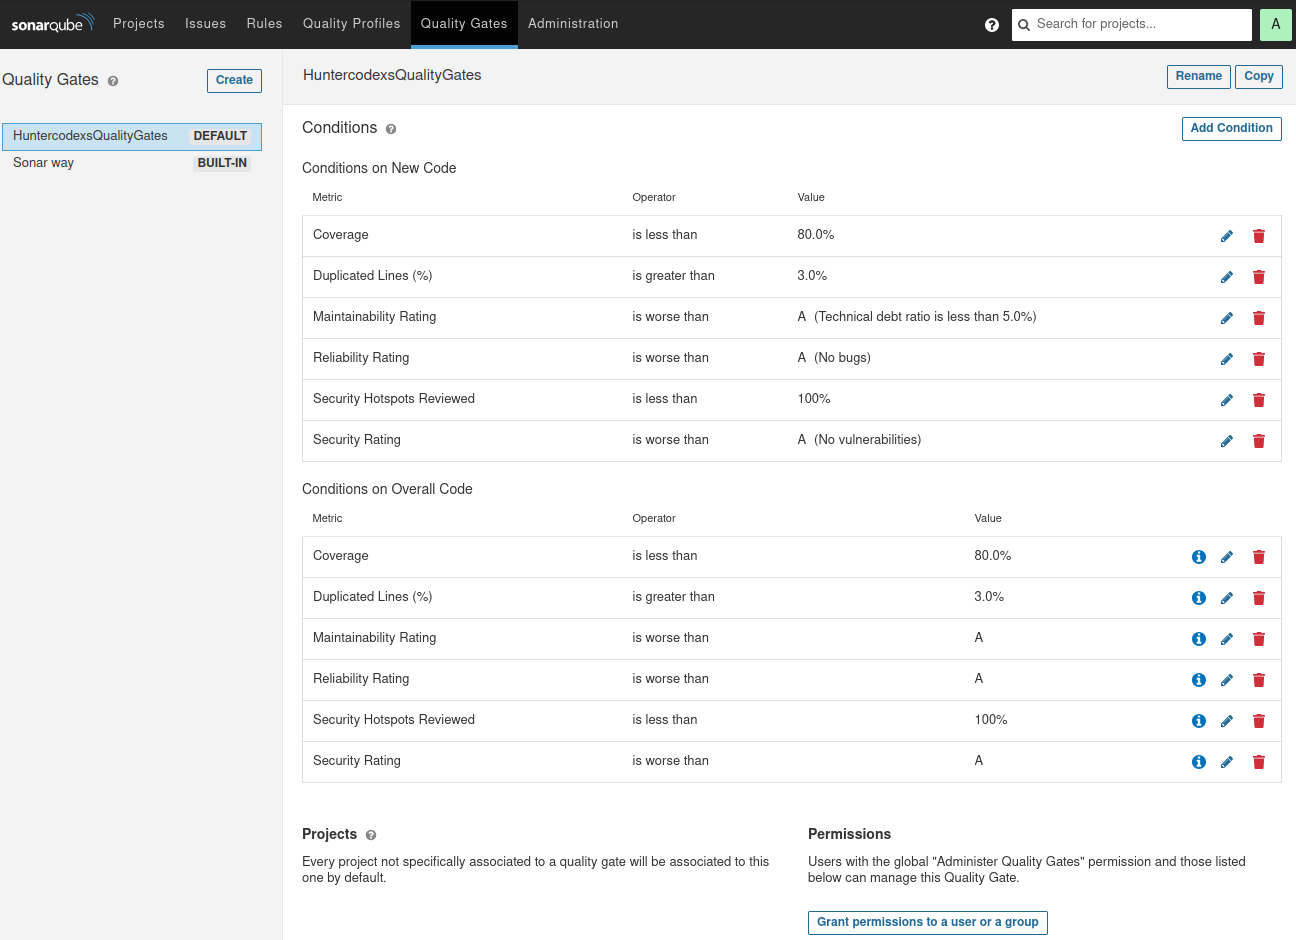 sonarqube Projects Issues Rules Quality Profiles Quality Gates Administration ? Search for projects... A
Quality Gates ? Create
HuntercodexsQualityGates DEFAULT
Sonar way BUILT-IN
HuntercodexsQualityGates Rename Copy
Conditions ? Add Condition
Conditions on New Code
Metric Operator Value
Coverage is less than 80.0%
Duplicated Lines (%) is greater than 3.0%
Maintainability Rating is worse than A (Technical debt ratio is less than 5.0%)
Reliability Rating is worse than A (No bugs)
Security Hotspots Reviewed is less than 100%
Security Rating is worse than A (No vulnerabilities)
Conditions on Overall Code
Metric Operator Value
Coverage is less than 80.0%
Duplicated Lines (%) is greater than 3.0%
Maintainability Rating is worse than A
Reliability Rating is worse than A
Security Hotspots Reviewed is less than 100%
Security Rating is worse than A
Projects ?
Every project not specifically associated to a quality gate will be associated to this
one by default.
Permissions
Users with the global "Administer Quality Gates" permission and those listed
below can manage this Quality Gate.
Grant permissions to a user or a group